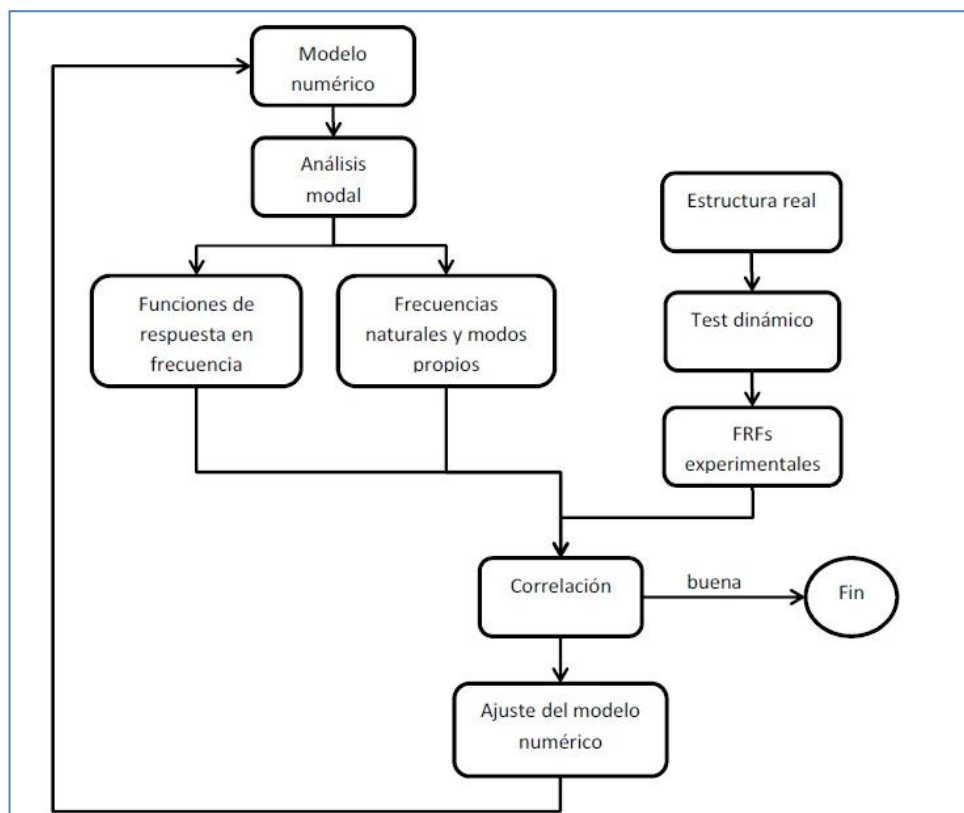 Modelo
numérico
Análisis
modal
Estructura real
Funciones de
respuesta en
frecuencia
Frecuencias
naturales y modos
propios
Test dinámico
FRFs
experimentales
Correlación
buena
Fin
Ajuste del modelo
numérico